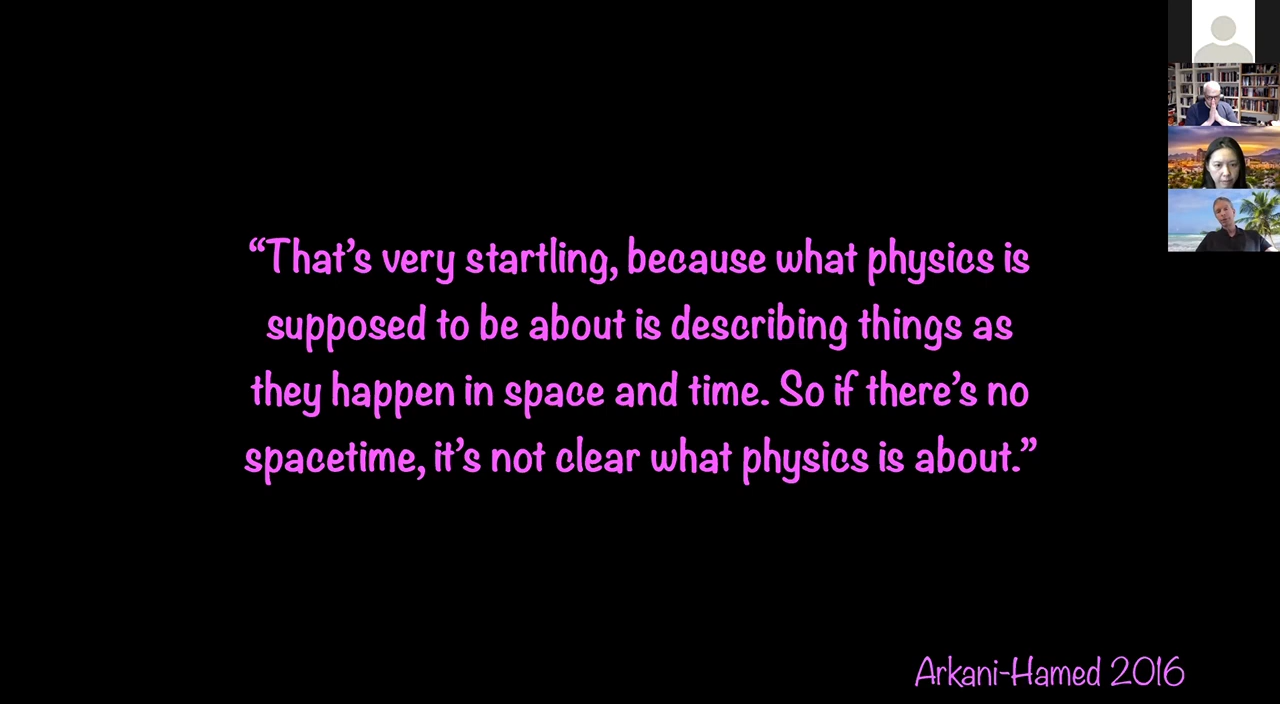 “That’s very startling, because what physics is
supposed to be about is describing things as
they happen in space and time. So if there’s no
spacetime, it’s not clear what physics is about.”
Arkani-Hamed 2016